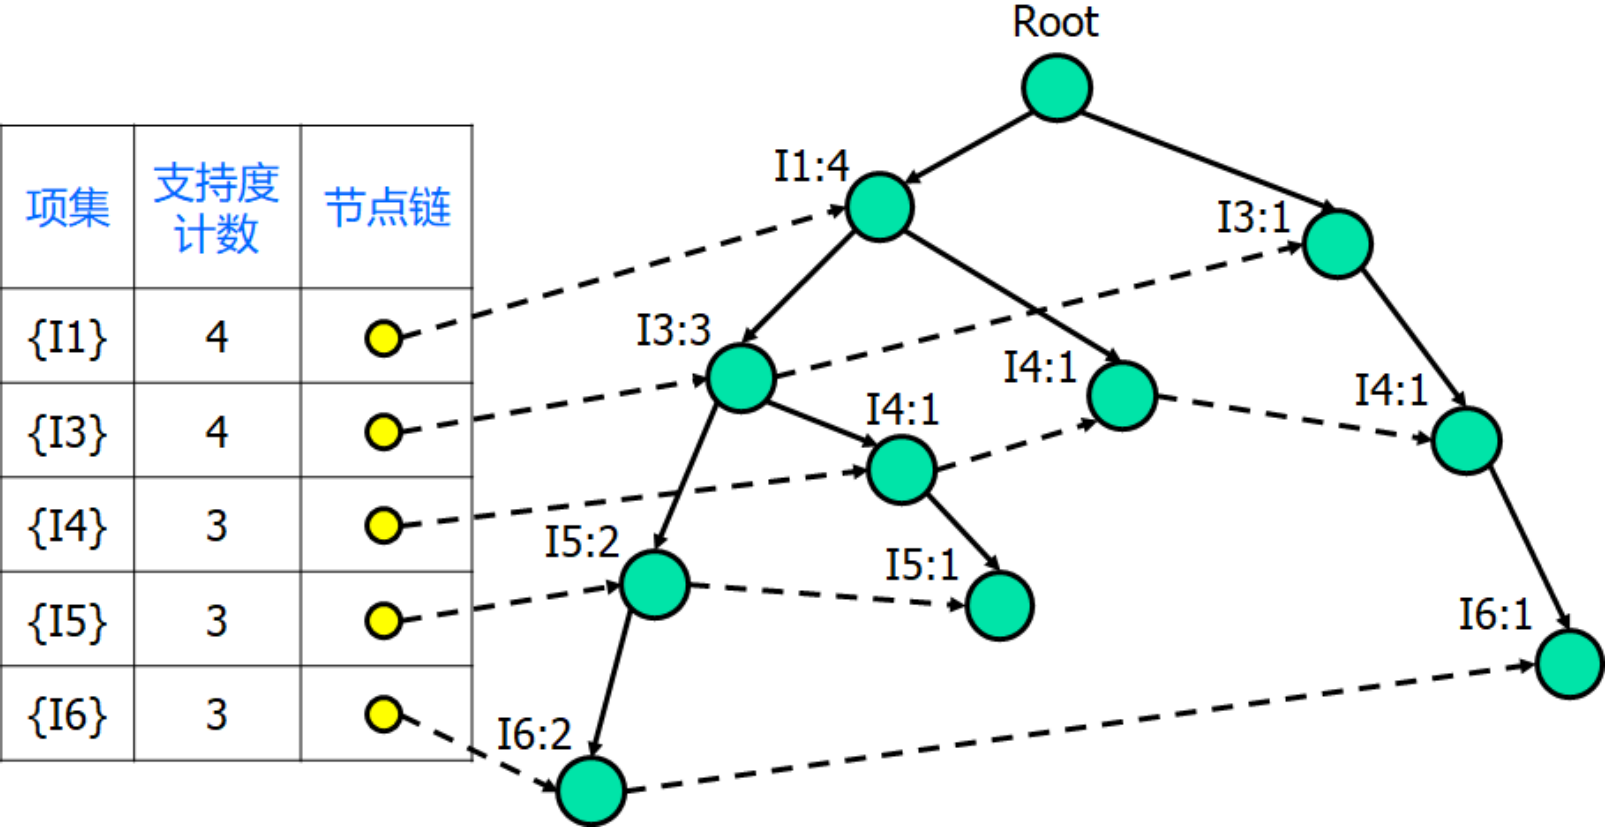 Root
I1:4
I3:1
I3:3
I4:1
I4:1
I4:1
I5:2
I5:1
I6:1
I6:2
项集 支持度计数 节点链
{I1} 4
{I3} 4
{I4} 3
{I5} 3
{I6} 3